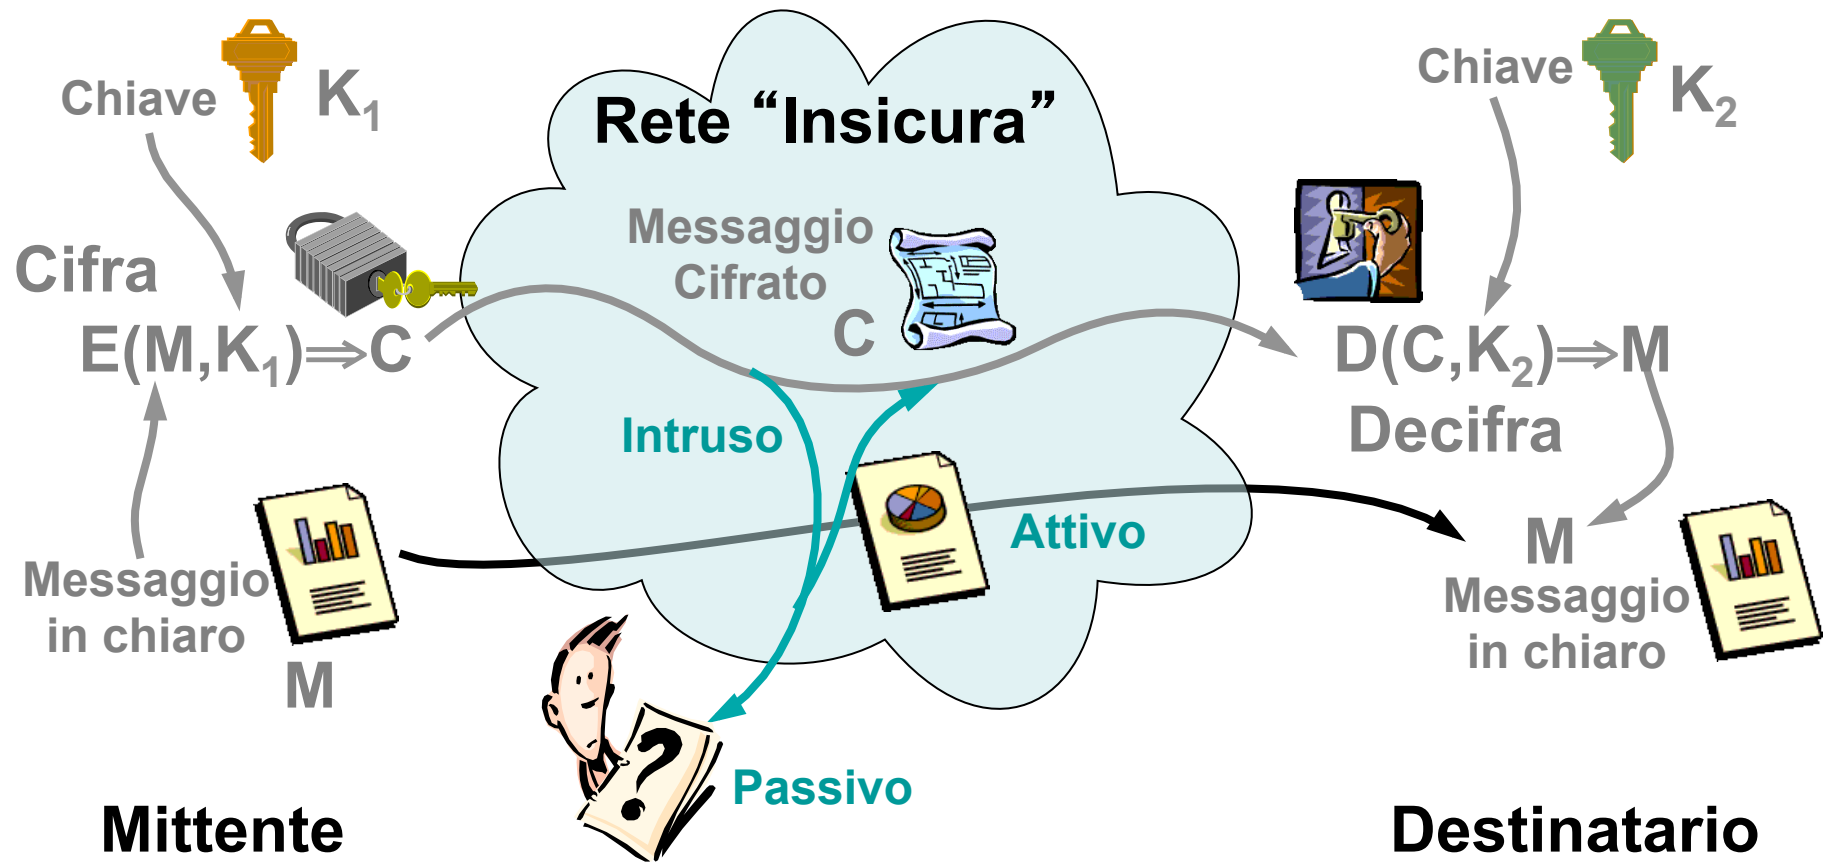 Chiave
K₁
Cifra
E(M,K₁)⇒C
Messaggio
in chiaro
M
Mittente
Rete “Insicura”
Messaggio
Cifrato
C
Intruso
Attivo
?
Passivo
Chiave
K₂
D(C,K₂)⇒M
Decifra
M
Messaggio
in chiaro
Destinatario